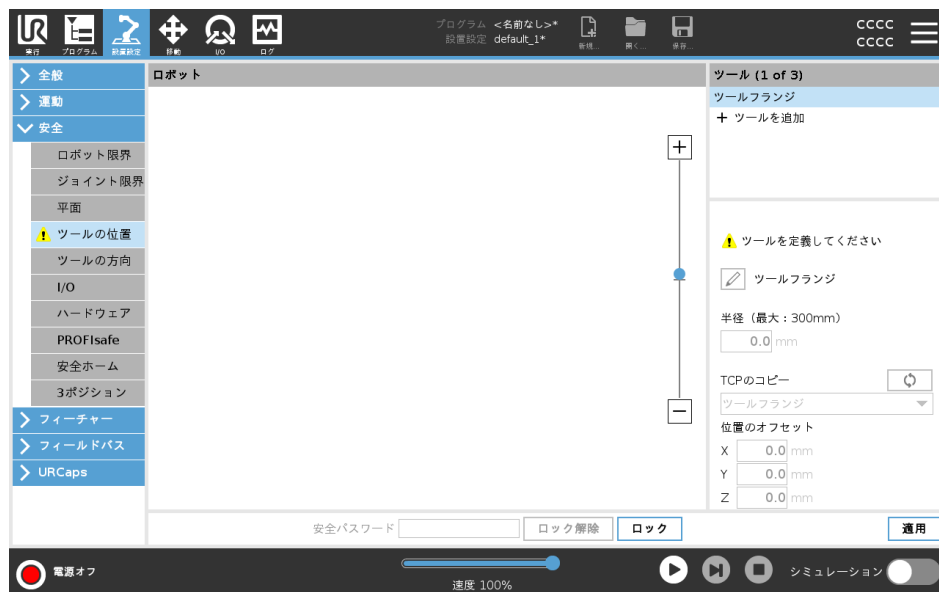 プログラム <名前なし>*
設置設定 default_1*
cccc
cccc
実行
プログラム
設置設定
移動
I/O
ログ
新規...
開く...
保存...
全般
運動
安全
ロボット限界
ジョイント限界
平面
ツールの位置
ツールの方向
I/O
ハードウェア
PROFIsafe
安全ホーム
3ポジション
フィーチャー
フィールドバス
URCaps
ロボット
ツール (1 of 3)
ツールフランジ
ツールを追加
ツールを定義してください
ツールフランジ
半径（最大：300mm）
0.0 mm
TCPのコピー
ツールフランジ
位置のオフセット
X 0.0 mm
Y 0.0 mm
Z 0.0 mm
安全パスワード
ロック解除
ロック
適用
電源オフ
速度 100%
シミュレーション